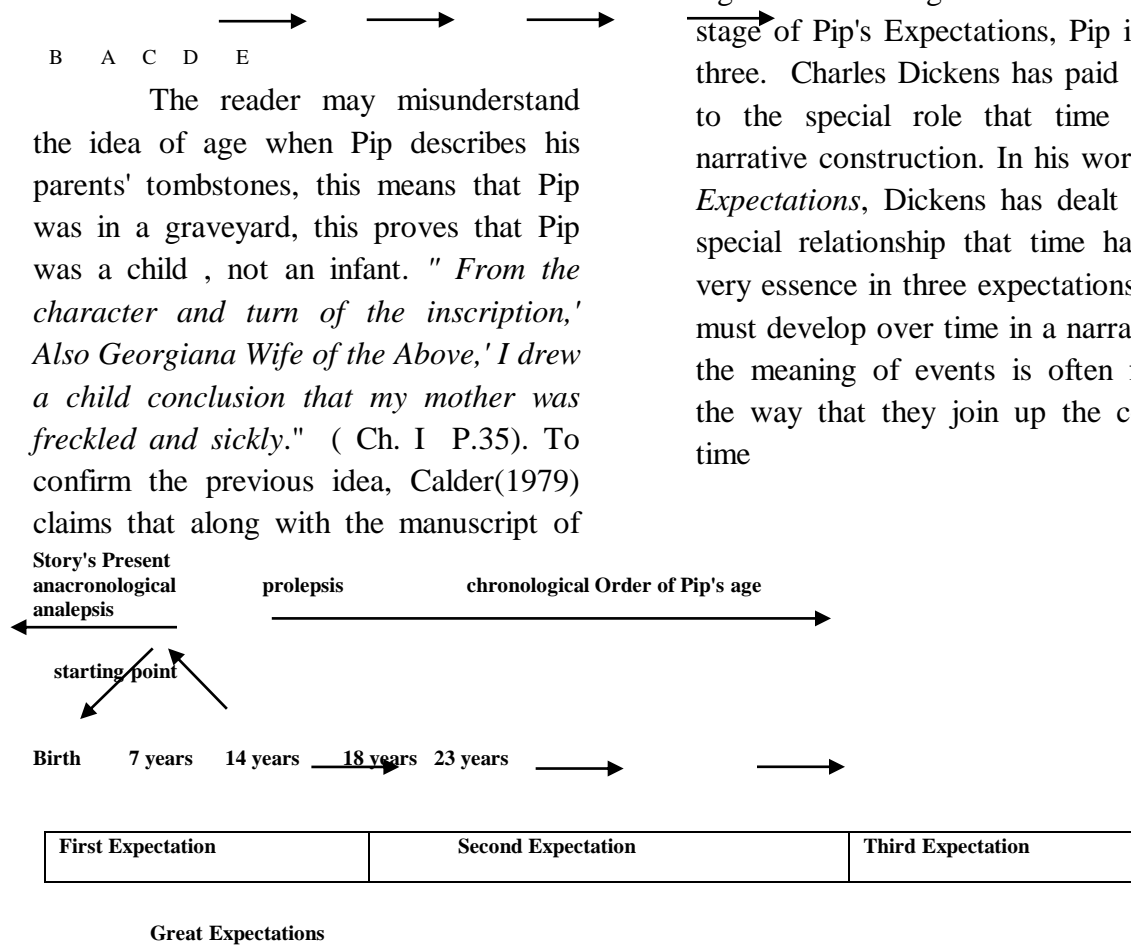 B A C D E
The reader may misunderstand
the idea of age when Pip describes his
parents' tombstones, this means that Pip
was in a graveyard, this proves that Pip
was a child , not an infant. " From the
character and turn of the inscription,'
Also Georgiana Wife of the Above,' I drew
a child conclusion that my mother was
freckled and sickly." ( Ch. I P.35). To
confirm the previous idea, Calder(1979)
claims that along with the manuscript of
stage of Pip's Expectations, Pip
three. Charles Dickens has paid
to the special role that time
narrative construction. In his
Expectations, Dickens has dealt
special relationship that time
very essence in three
must develop over time in a
the meaning of events is often
the way that they join up the
time
Story's Present
anacronological prolepsis chronological Order of Pip's age
analepsis
starting point
Birth 7 years 14 years 18 years 23 years
First Expectation Second Expectation Third Expectation
Great Expectations